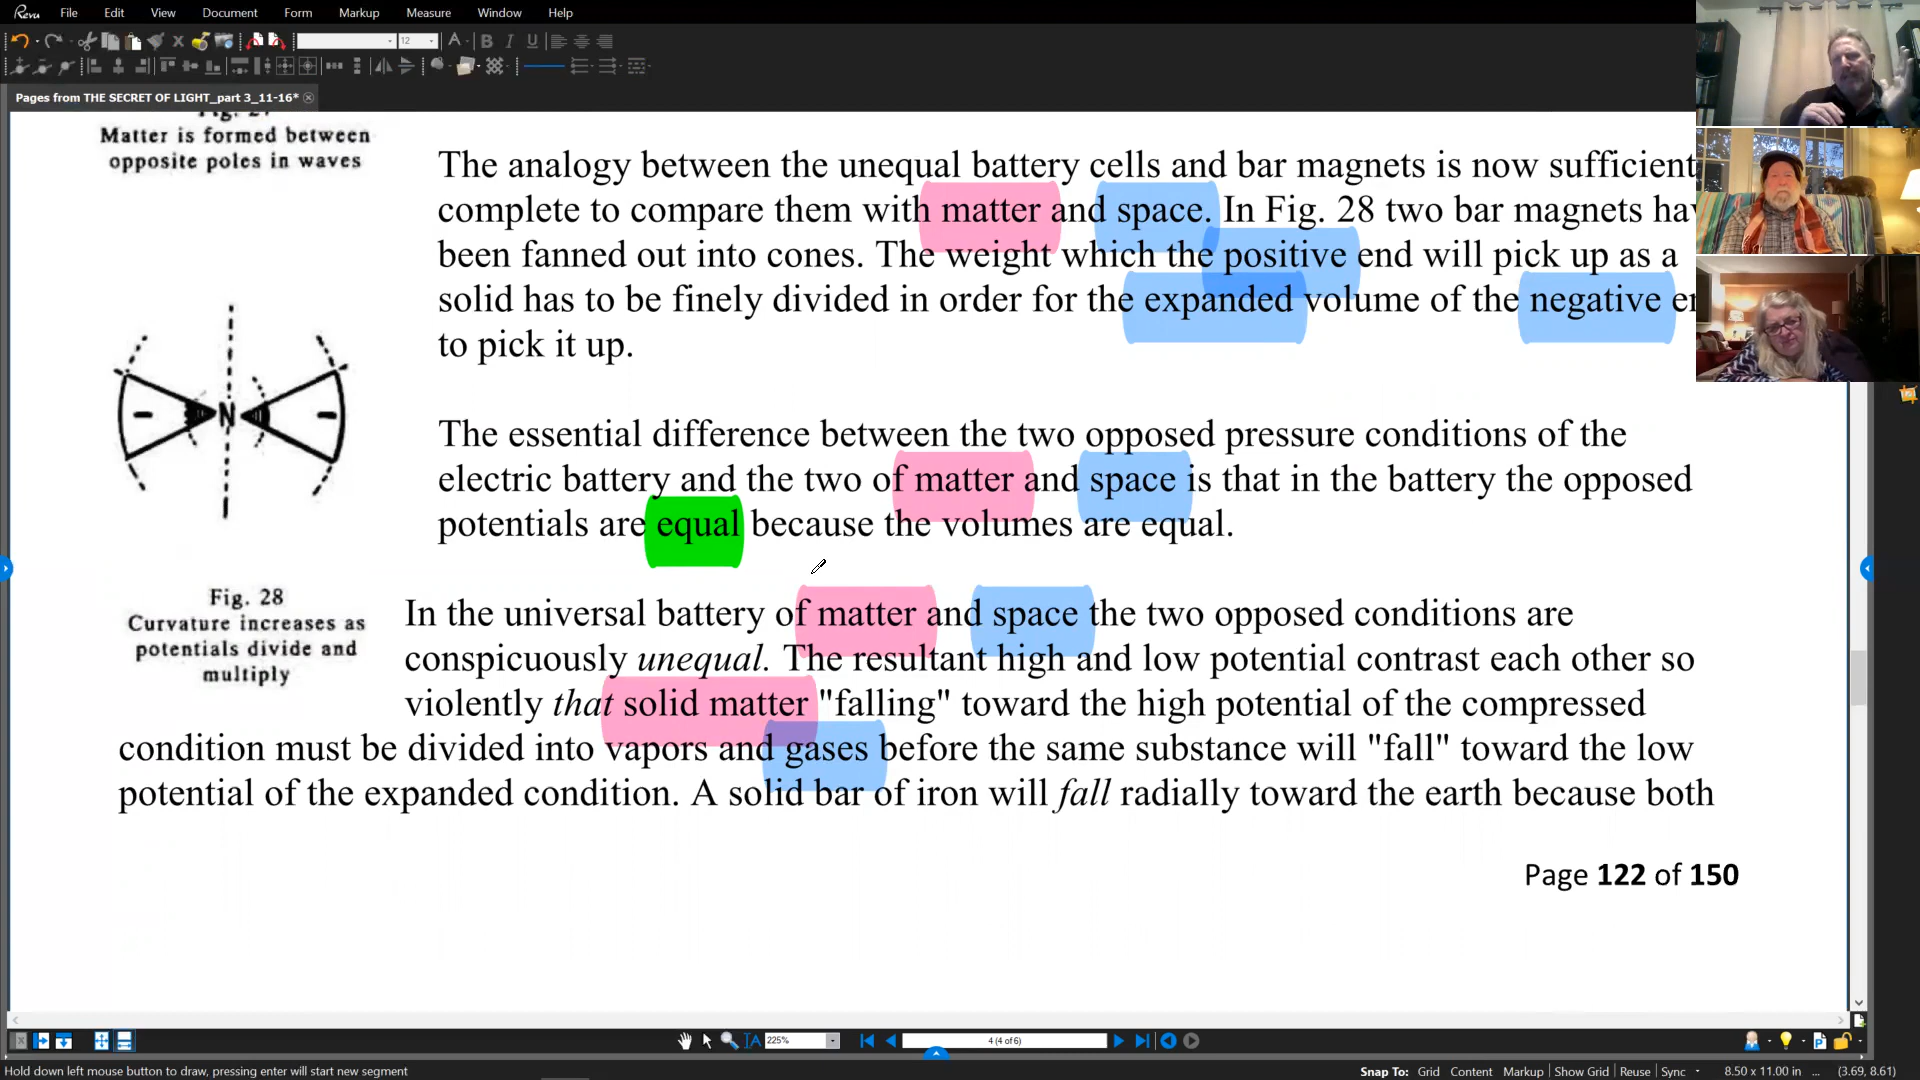 Revu File Edit View Document Form Markup Measure Window Help
12
Pages from THE SECRET OF LIGHT_part 3_11-16*
Matter is formed between
opposite poles in waves
The analogy between the unequal battery cells and bar magnets is now sufficient
complete to compare them with matter and space. In Fig. 28 two bar magnets hav
been fanned out into cones. The weight which the positive end will pick up as a
solid has to be finely divided in order for the expanded volume of the negative en
to pick it up.
N
The essential difference between the two opposed pressure conditions of the
electric battery and the two of matter and space is that in the battery the opposed
potentials are equal because the volumes are equal.
Fig. 28
Curvature increases as
potentials divide and
multiply
In the universal battery of matter and space the two opposed conditions are
conspicuously unequal. The resultant high and low potential contrast each other so
violently that solid matter "falling" toward the high potential of the compressed
condition must be divided into vapors and gases before the same substance will "fall" toward the low
potential of the expanded condition. A solid bar of iron will fall radially toward the earth because both
Page 122 of 150
225%
4 (4 of 6)
Hold down left mouse button to draw, pressing enter will start new segment
Snap To: Grid Content Markup Show Grid Reuse Sync 8.50 x 11.00 in ... (3.69, 8.61)